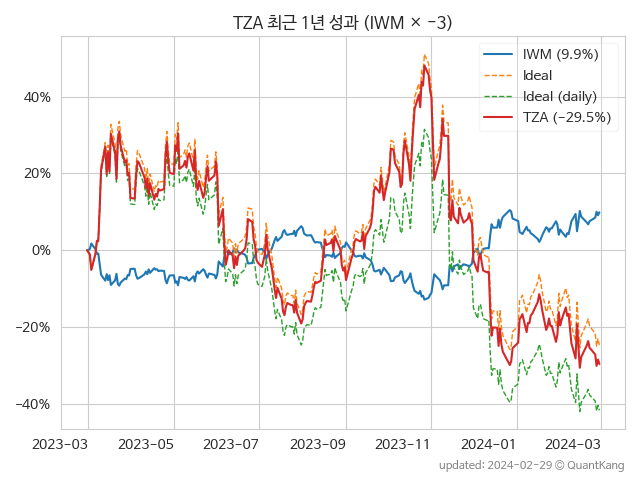 TZA 최근 1년 성과 (IWM × −3)
IWM (9.9%)
Ideal
Ideal (daily)
TZA (−29.5%)
40%
20%
0%
−20%
−40%
2023−03
2023−05
2023−07
2023−09
2023−11
2024−01
2024−03
updated: 2024-02-29 © QuantKang